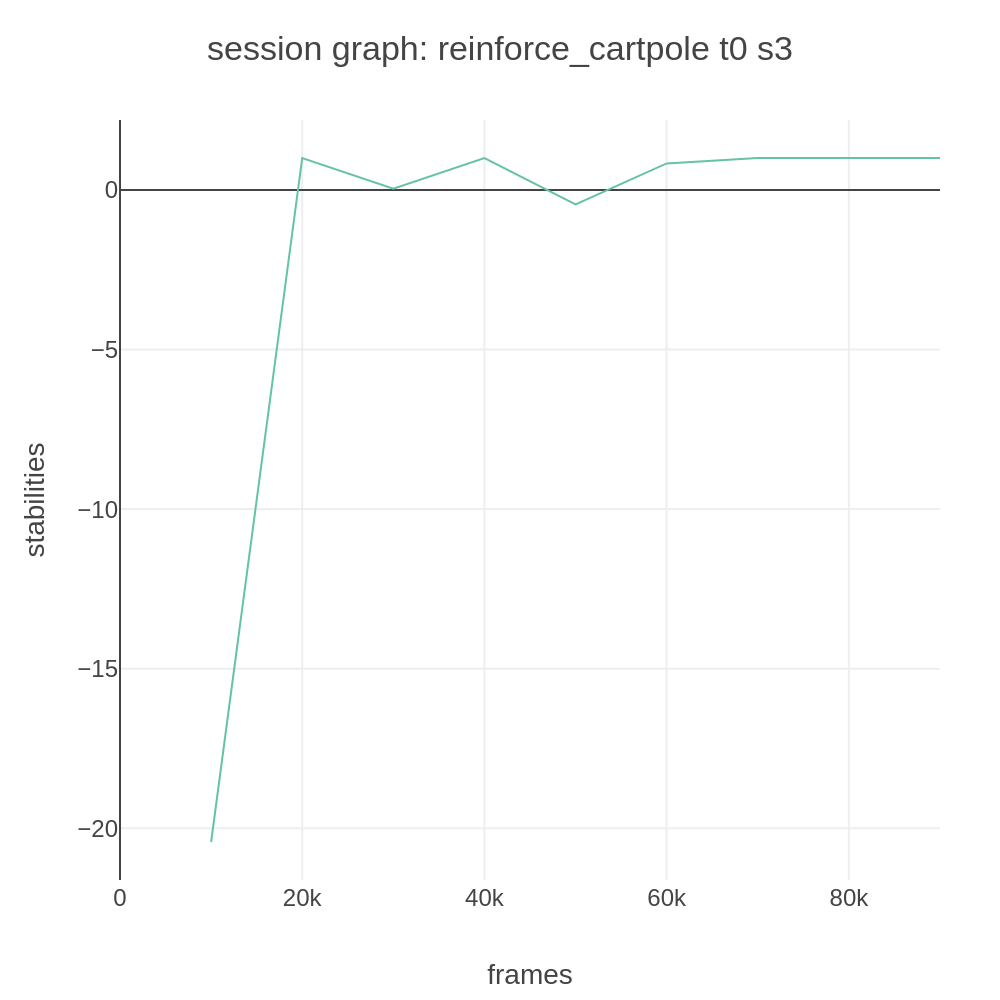 session graph: reinforce_cartpole t0 s3
0
−5
−10
−15
−20
stabilities
0
20k
40k
60k
80k
frames